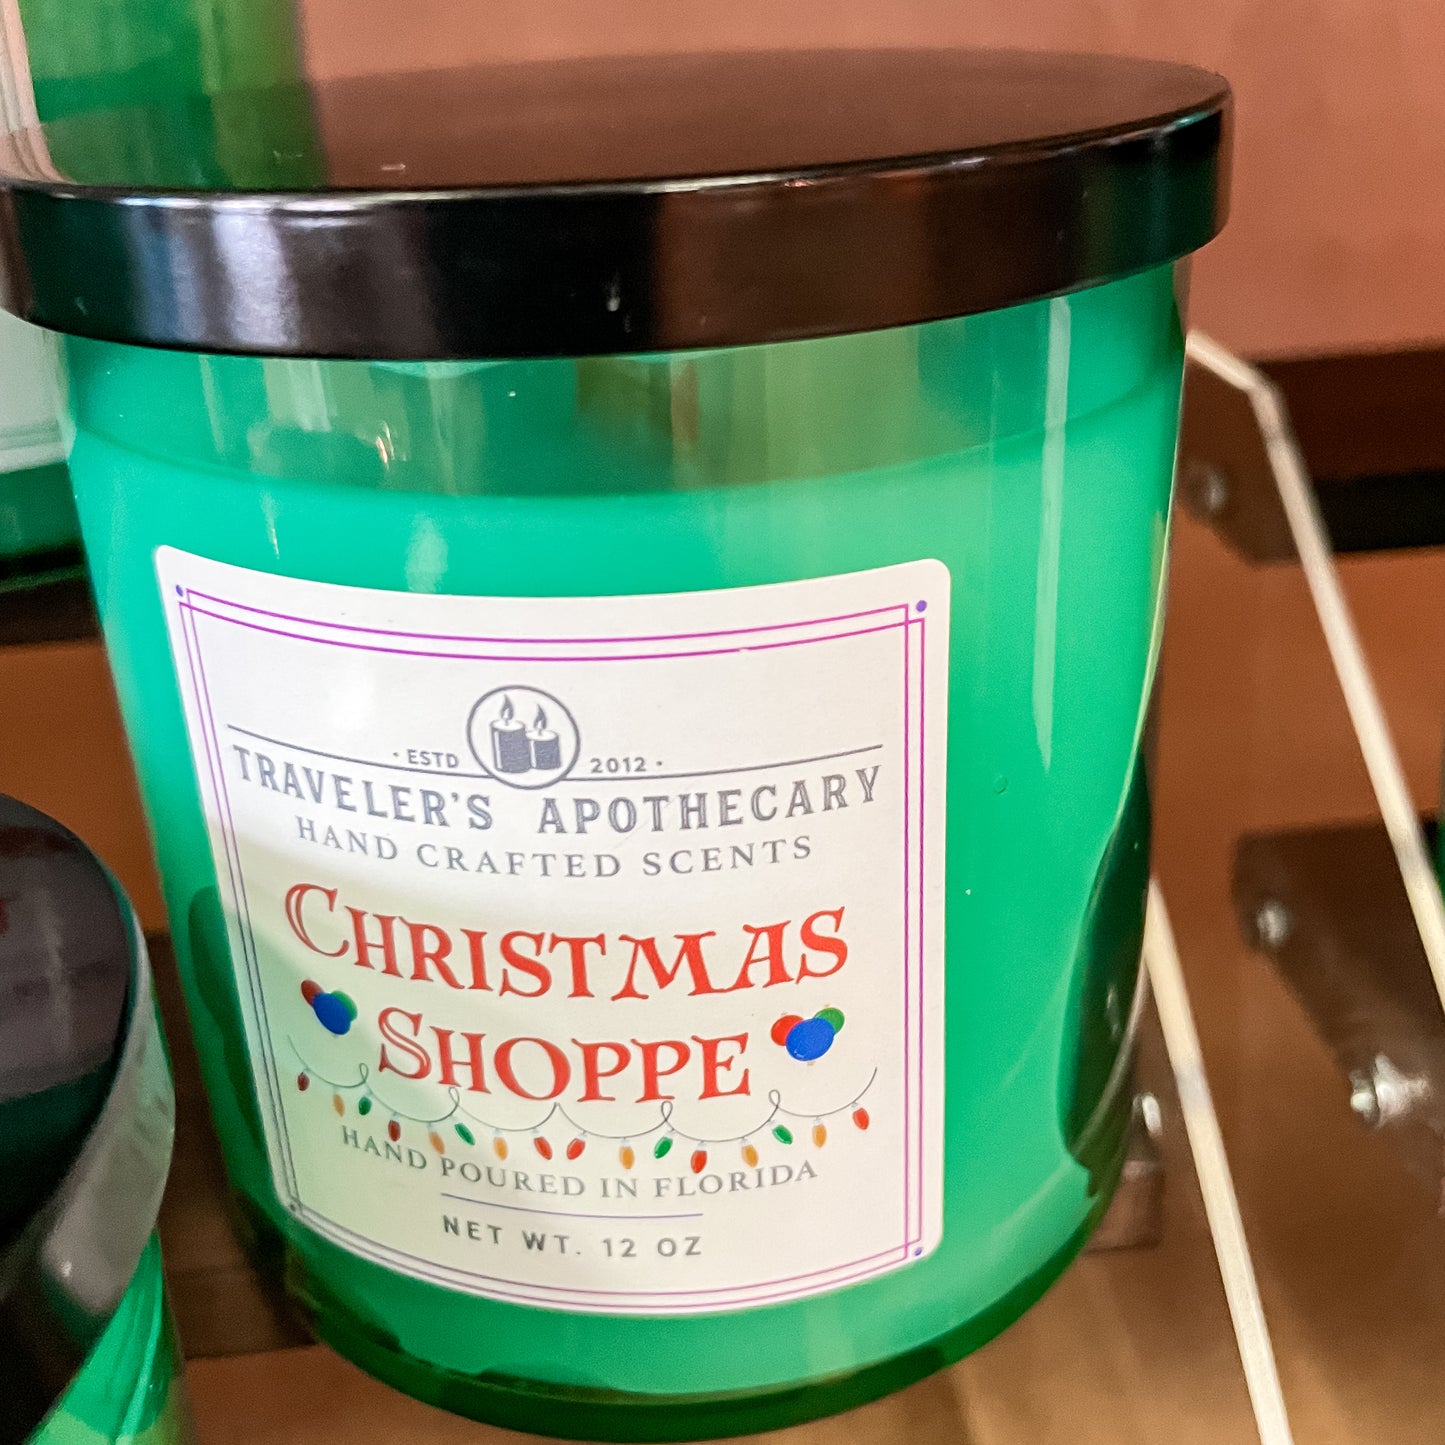 · ESTD 2012 ·
TRAVELER'S APOTHECARY
HAND CRAFTED SCENTS
CHRISTMAS
SHOPPE
HAND POURED IN FLORIDA
NET WT. 12 OZ